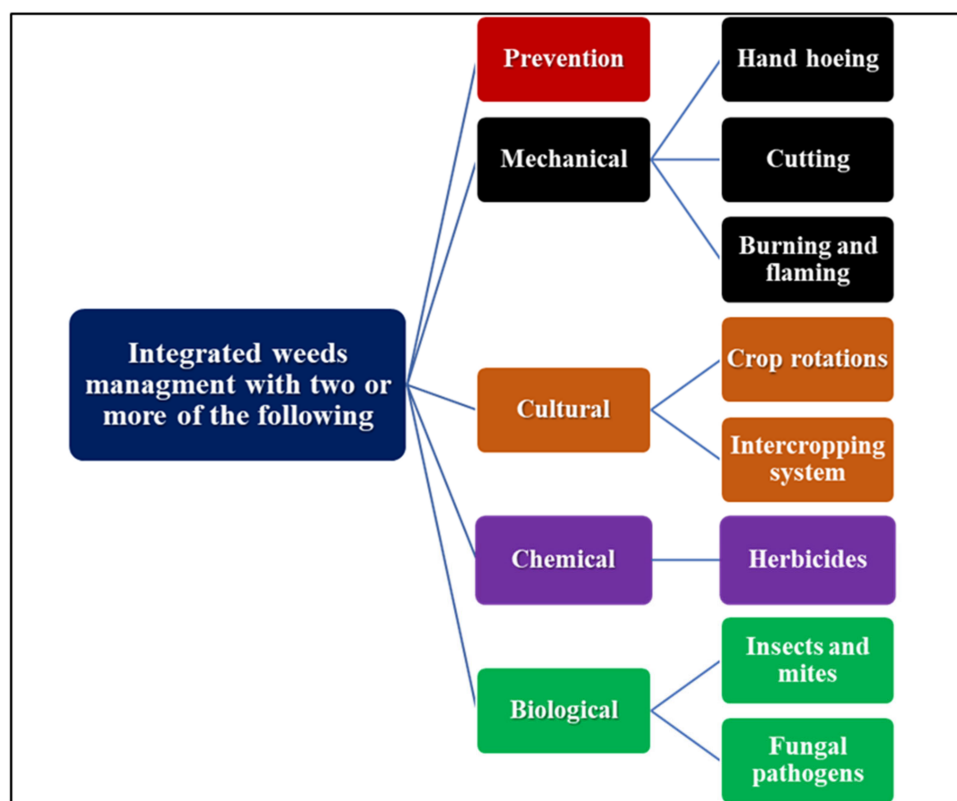 Prevention
Hand hoeing
Mechanical
Cutting
Burning and
flaming
Integrated weeds
managment with two or
more of the following
Crop rotations
Cultural
Intercropping
system
Chemical
Herbicides
Insects and
mites
Biological
Fungal
pathogens